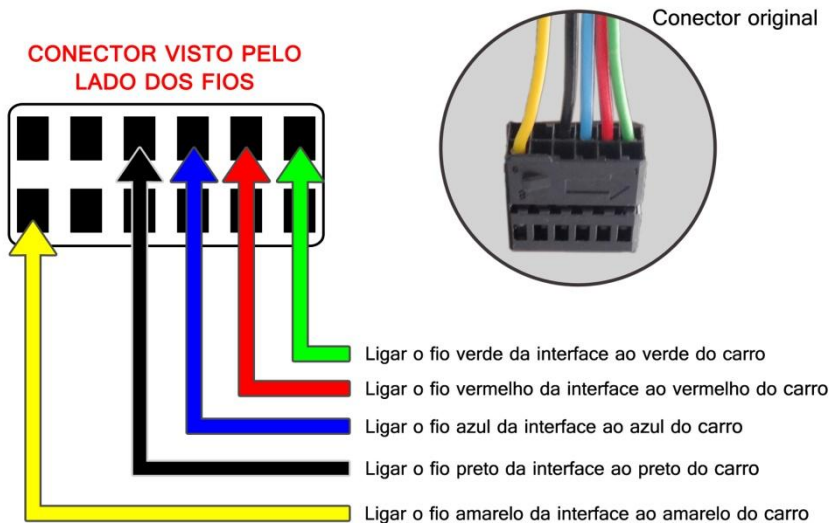 Conector original
CONECTOR VISTO PELO
LADO DOS FIOS
Ligar o fio verde da interface ao verde do carro
Ligar o fio vermelho da interface ao vermelho do carro
Ligar o fio azul da interface ao azul do carro
Ligar o fio preto da interface ao preto do carro
Ligar o fio amarelo da interface ao amarelo do carro